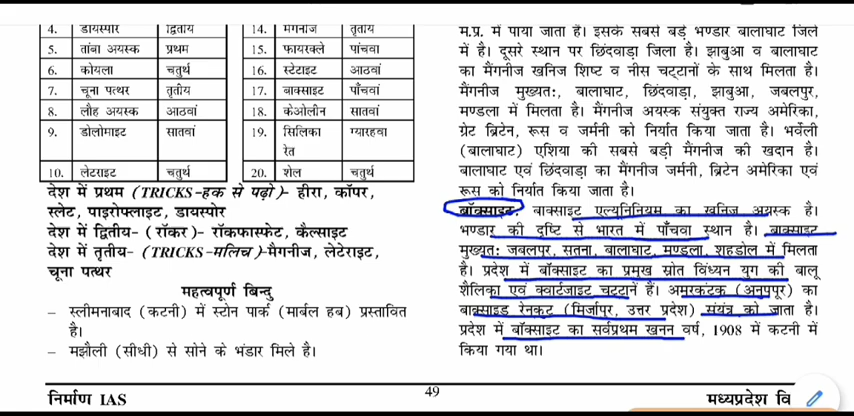 4. डायस्पोर द्वितीय 14. मैगनीज तृतीय
5. तांबा अयस्क प्रथम 15. फायरक्ले पांचवा
6. कोयला चतुर्थ 16. स्टेटाइट आठवां
7. चूना पत्थर तृतीय 17. बाक्साइट पाँचवा
8. लौह अयस्क आठवां 18. केओलीन सातवां
9. डोलोमाइट सातवां 19. सिलिका रेत ग्यारहवा
10. लेटराइट चतुर्थ 20. शेल चतुर्थ
देश में प्रथम (TRICKS-हक से पढ़ो)- हीरा, कॉपर,
स्लेट, पाइरोफ्लाइट, डायस्पोर
देश में द्वितीय- (रॉकर)- रॉकफास्फेट, कैल्साइट
देश में तृतीय- (TRICKS-मलिच)-मैगनीज, लेटेराइट,
चूना पत्थर
महत्वपूर्ण बिन्दु
– स्लीमनाबाद (कटनी) में स्टोन पार्क (मार्बल हब) प्रस्तावित
है।
– मझौली (सीधी) से सोने के भंडार मिले है।
म.प्र. में पाया जाता है। इसके सबसे बड़े भण्डार बालाघाट जिले
में है। दूसरे स्थान पर छिंदवाड़ा जिला है। झाबुआ व बालाघाट
का मैंगनीज खनिज शिष्ट व नीस चट्टानों के साथ मिलता है।
मैंगनीज मुख्यतः, बालाघाट, छिंदवाड़ा, झाबुआ, जबलपुर,
मण्डला में मिलता है। मैंगनीज अयस्क संयुक्त राज्य अमेरिका,
ग्रेट ब्रिटेन, रूस व जर्मनी को निर्यात किया जाता है। भर्वेली
(बालाघाट) एशिया की सबसे बड़ी मैंगनीज की खदान है।
बालाघाट एवं छिंदवाड़ा का मैंगनीज जर्मनी, ब्रिटेन अमेरिका एवं
रूस को निर्यात किया जाता है।
बॉक्साइट: बाक्साइट एल्यूनिनियम का खनिज अयस्क है।
भण्डार की दृष्टि से भारत में पाँचवा स्थान है। बाक्साइट
मुख्यतः जबलपुर, सतना, बालाघाट, मण्डला, शहडोल में मिलता
है। प्रदेश में बॉक्साइट का प्रमुख स्रोत विंध्यन युग की बालू
शैलिका एवं क्वार्टजाइट चट्टानें हैं। अमरकंटक (अनुपपूर) का
बाक्साइड रेनकूट (मिर्जापुर, उत्तर प्रदेश) संयंत्र को जाता है।
प्रदेश में बॉक्साइट का सर्वप्रथम खनन वर्ष, 1908 में कटनी में
किया गया था।
निर्माण IAS 49 मध्यप्रदेश वि